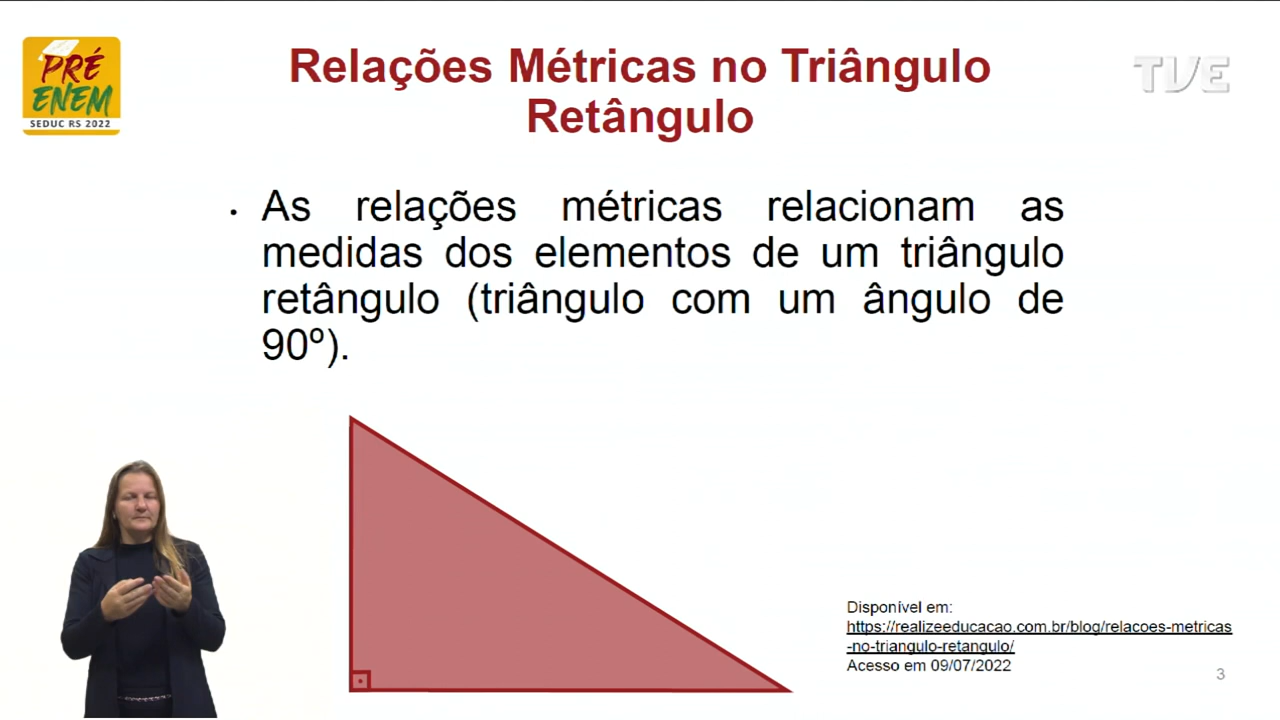 PRÉ
ENEM
SEDUC RS 2022
Relações Métricas no Triângulo
Retângulo
TVE
• As relações métricas relacionam as
medidas dos elementos de um triângulo
retângulo (triângulo com um ângulo de
90º).
Disponível em:
https://realizeeducacao.com.br/blog/relacoes-metricas
-no-triangulo-retangulo/
Acesso em 09/07/2022
3